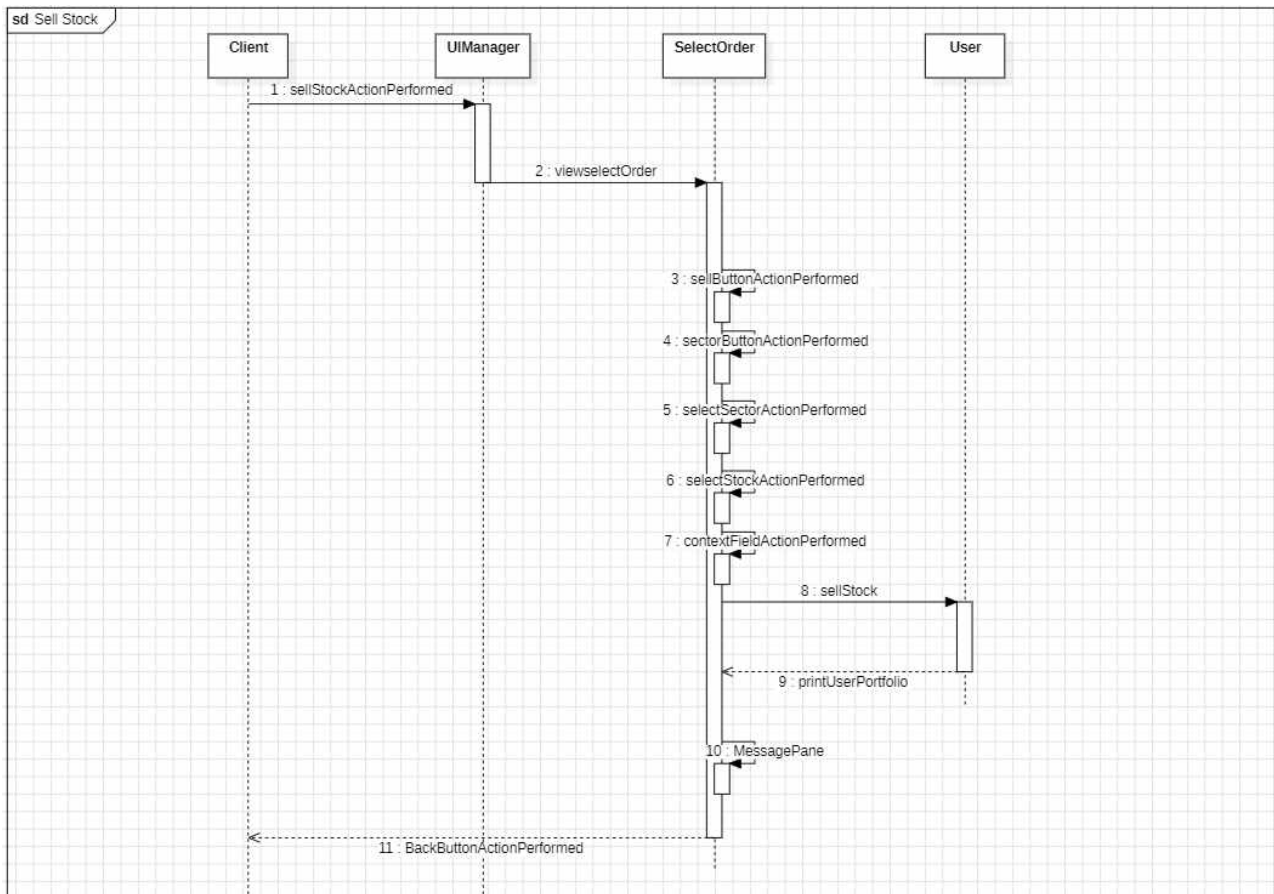 sd Sell Stock
Client
UIManager
SelectOrder
User
1 : sellStockActionPerformed
2 : viewselectOrder
3 : sellButtonActionPerformed
4 : sectorButtonActionPerformed
5 : selectSectorActionPerformed
6 : selectStockActionPerformed
7 : contextFieldActionPerformed
8 : sellStock
9 : printUserPortfolio
10 : MessagePane
11 : BackButtonActionPerformed